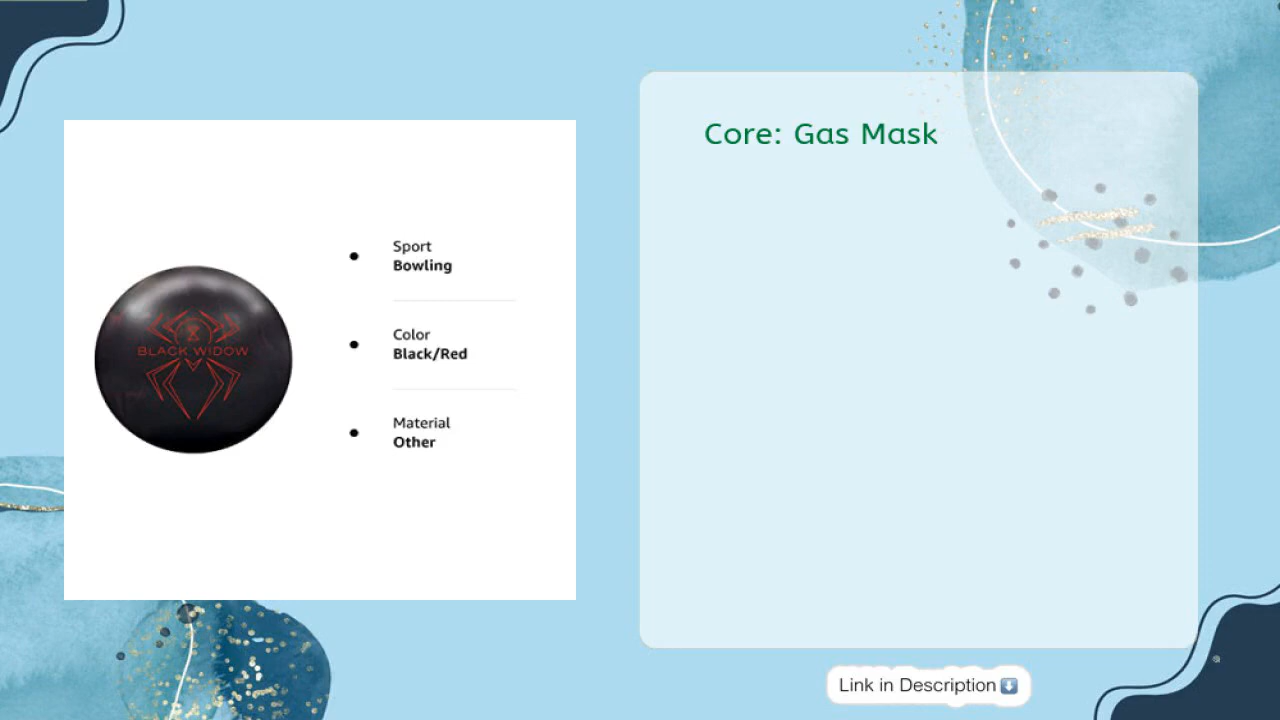 Core: Gas Mask
Sport
Bowling
BLACK WIDOW
Color
Black/Red
Material
Other
Link in Description